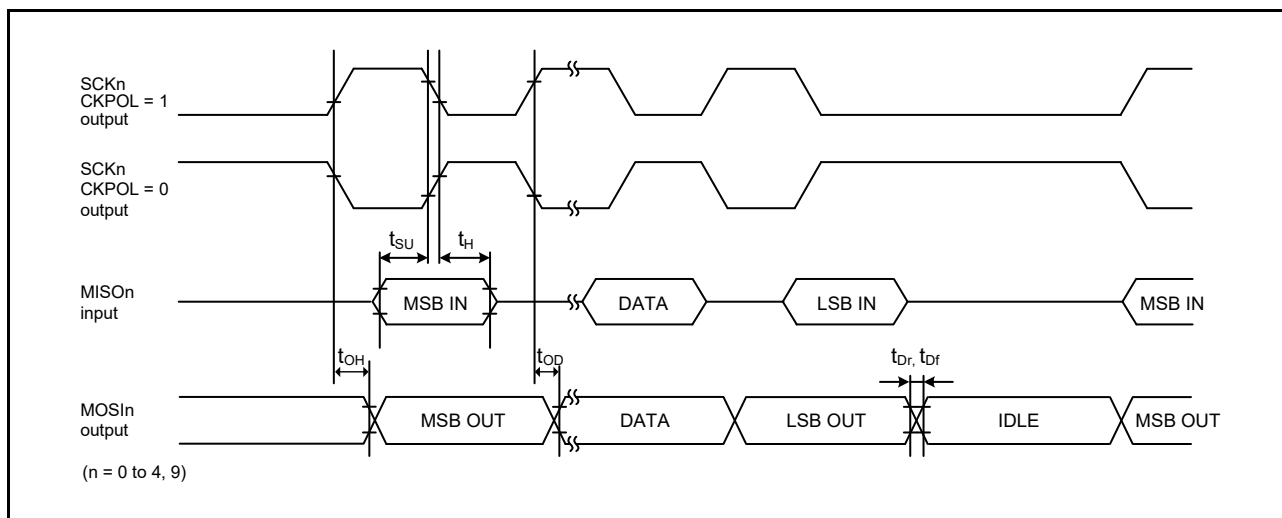 SCKn
CKPOL = 1
output
SCKn
CKPOL = 0
output
tSU
tH
MISOn
input
MSB IN
DATA
LSB IN
MSB IN
tOH
tOD
tDr, tDf
MOSIn
output
MSB OUT
DATA
LSB OUT
IDLE
MSB OUT
(n = 0 to 4, 9)